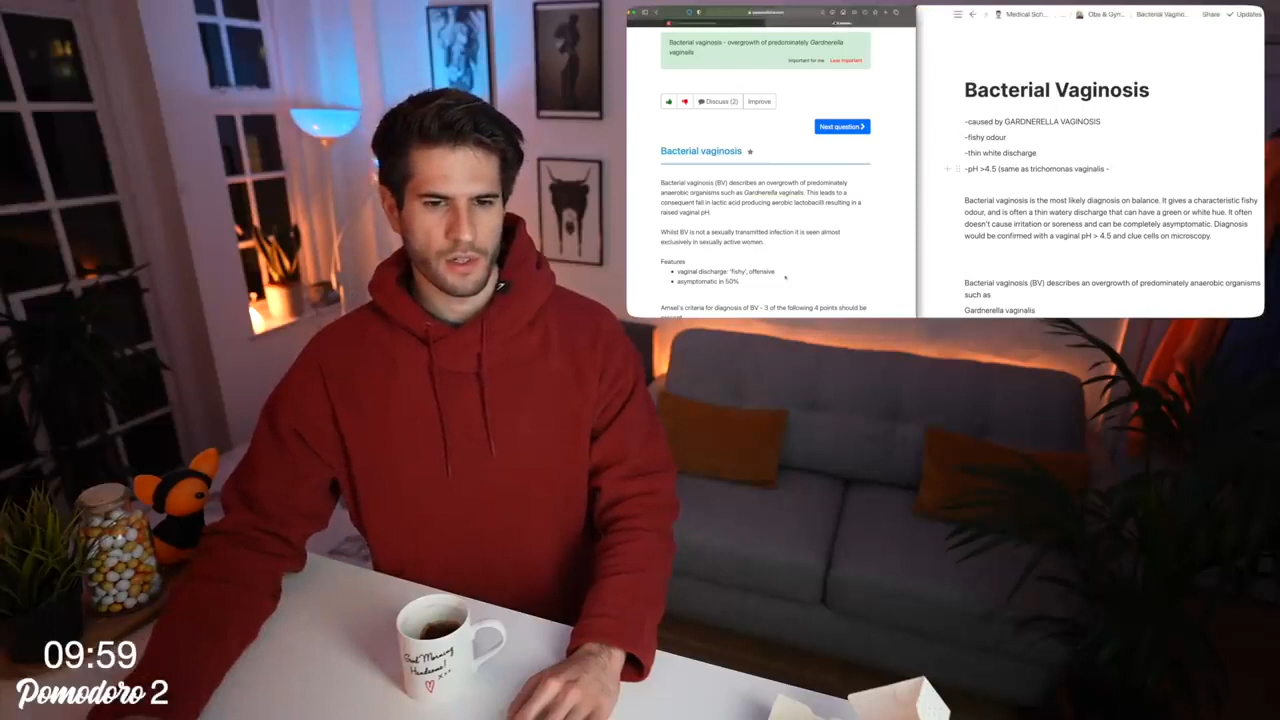 Bacterial vaginosis - overgrowth of predominately Gardnerella
vaginalis
Important for me Less important
Discuss (2) Improve
Next question
Bacterial vaginosis
Bacterial vaginosis (BV) describes an overgrowth of predominately
anaerobic organisms such as Gardnerella vaginalis. This leads to a
consequent fall in lactic acid producing aerobic lactobacilli resulting in a
raised vaginal pH.
Whilst BV is not a sexually transmitted infection it is seen almost
exclusively in sexually active women.
Features
vaginal discharge: 'fishy', offensive
asymptomatic in 50%
Amsel's criteria for diagnosis of BV - 3 of the following 4 points should be
Medical Sch... / ... / Obs & Gyn... / Bacterial Vagino... Share Updates
Bacterial Vaginosis
-caused by GARDNERELLA VAGINOSIS
-fishy odour
-thin white discharge
-pH >4.5 (same as trichomonas vaginalis -
Bacterial vaginosis is the most likely diagnosis on balance. It gives a characteristic fishy
odour, and is often a thin watery discharge that can have a green or white hue. It often
doesn't cause irritation or soreness and can be completely asymptomatic. Diagnosis
would be confirmed with a vaginal pH > 4.5 and clue cells on microscopy.
Bacterial vaginosis (BV) describes an overgrowth of predominately anaerobic organisms
such as
Gardnerella vaginalis
Good Morning
Handsome!
x..
09:59
Pomodoro 2